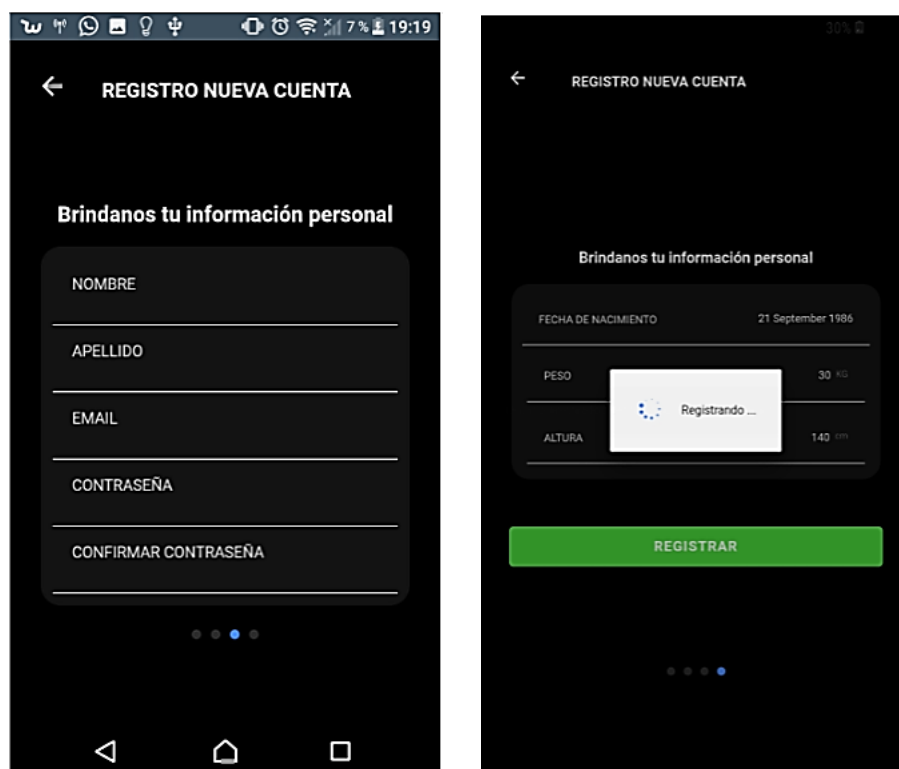 7% 19:19
REGISTRO NUEVA CUENTA
Brindanos tu información personal
NOMBRE
APELLIDO
EMAIL
CONTRASEÑA
CONFIRMAR CONTRASEÑA
30%
REGISTRO NUEVA CUENTA
Brindanos tu información personal
FECHA DE NACIMIENTO 21 September 1986
PESO 30 KG
Registrando ...
ALTURA 140 cm
REGISTRAR